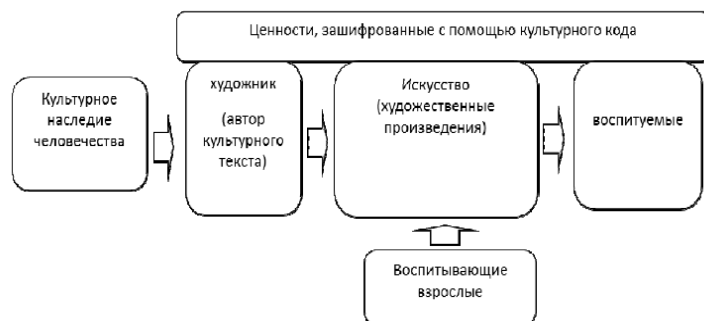 Ценности, зашифрованные с помощью культурного кода
Культурное
наследие
человечества
художник
(автор
культурного
текста)
Искусство
(художественные
произведения)
воспитуемые
Воспитывающие
взрослые